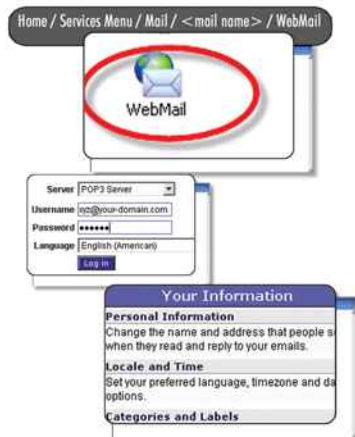 Home / Services Menu / Mail / <mail name> / WebMail
WebMail
Server POP3 Server
Username xyz@your-domain.com
Password ••••••
Language English (American)
Log in
Your Information
Personal Information
Change the name and address that people s
when they read and reply to your emails.
Locale and Time
Set your preferred language, timezone and da
options.
Categories and Labels